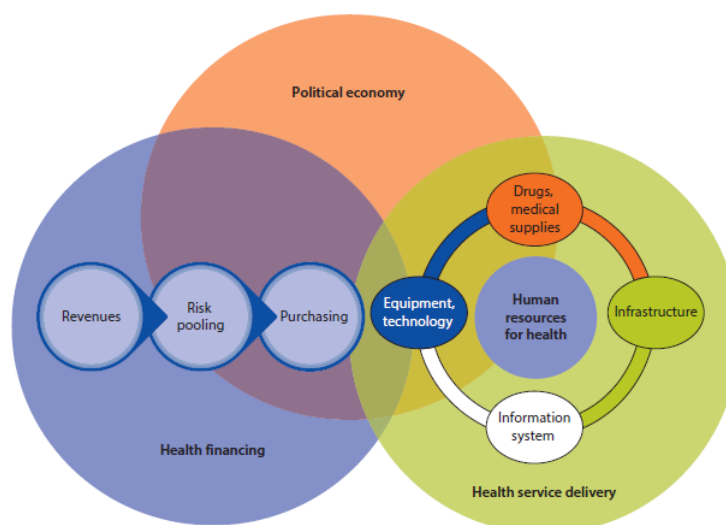 Political economy
Drugs,
medical
supplies
Revenues
Risk
pooling
Purchasing
Equipment,
technology
Human
resources
for health
Infrastructure
Information
system
Health financing
Health service delivery